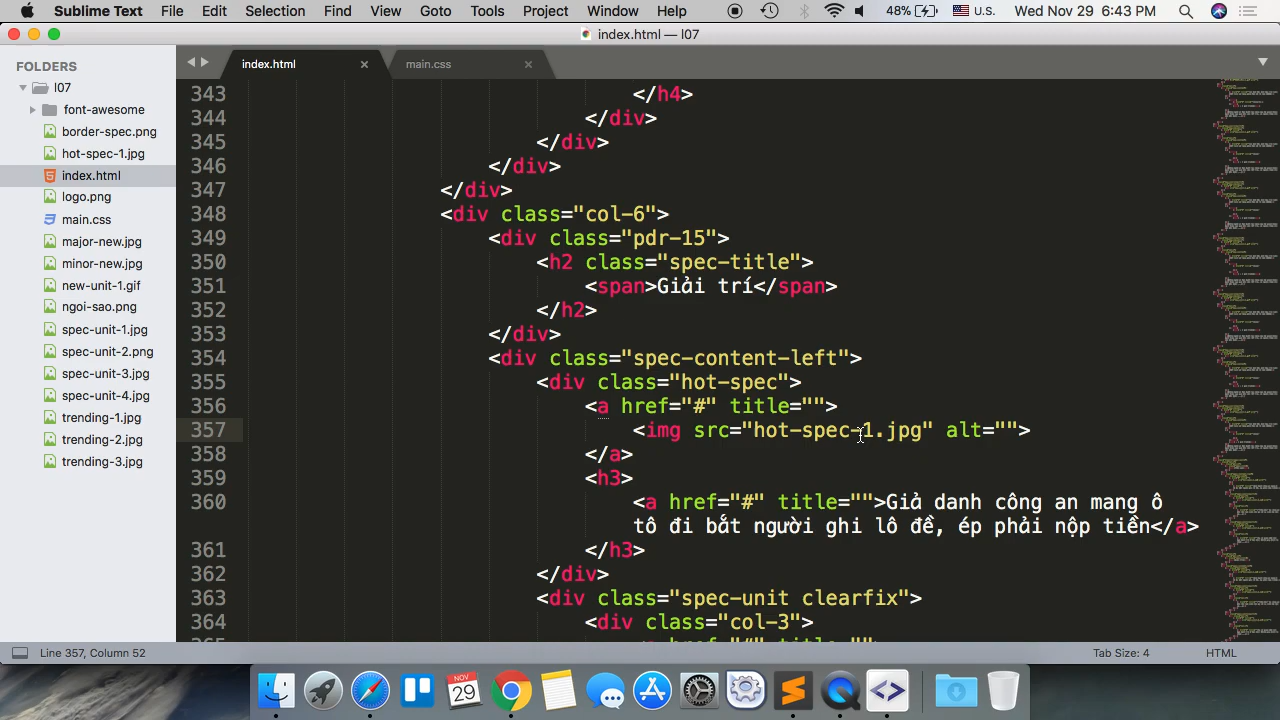 Sublime Text File Edit Selection Find View Goto Tools Project Window Help 48% U.S. Wed Nov 29 6:43 PM
index.html — l07
FOLDERS
l07
font-awesome
border-spec.png
hot-spec-1.jpg
index.html
logo.png
main.css
major-new.jpg
minor-new.jpg
nav-unit-1.gif
ngoi-sao.png
spec-unit-1.jpg
spec-unit-2.png
spec-unit-3.jpg
spec-unit-4.jpg
trending-1.jpg
trending-2.jpg
trending-3.jpg
index.html main.css
343 </h4>
344 </div>
345 </div>
346 </div>
347 </div>
348 <div class="col-6">
349 <div class="pdr-15">
350 <h2 class="spec-title">
351 <span>Giải trí</span>
352 </h2>
353 </div>
354 <div class="spec-content-left">
355 <div class="hot-spec">
356 <a href="#" title="">
357 <img src="hot-spec-1.jpg" alt="">
358 </a>
359 <h3>
360 <a href="#" title="">Giả danh công an mang ô
tô đi bắt người ghi lô đề, ép phải nộp tiền</a>
361 </h3>
362 </div>
363 <div class="spec-unit clearfix">
364 <div class="col-3">
Line 357, Column 52 Tab Size: 4 HTML
NOV
29